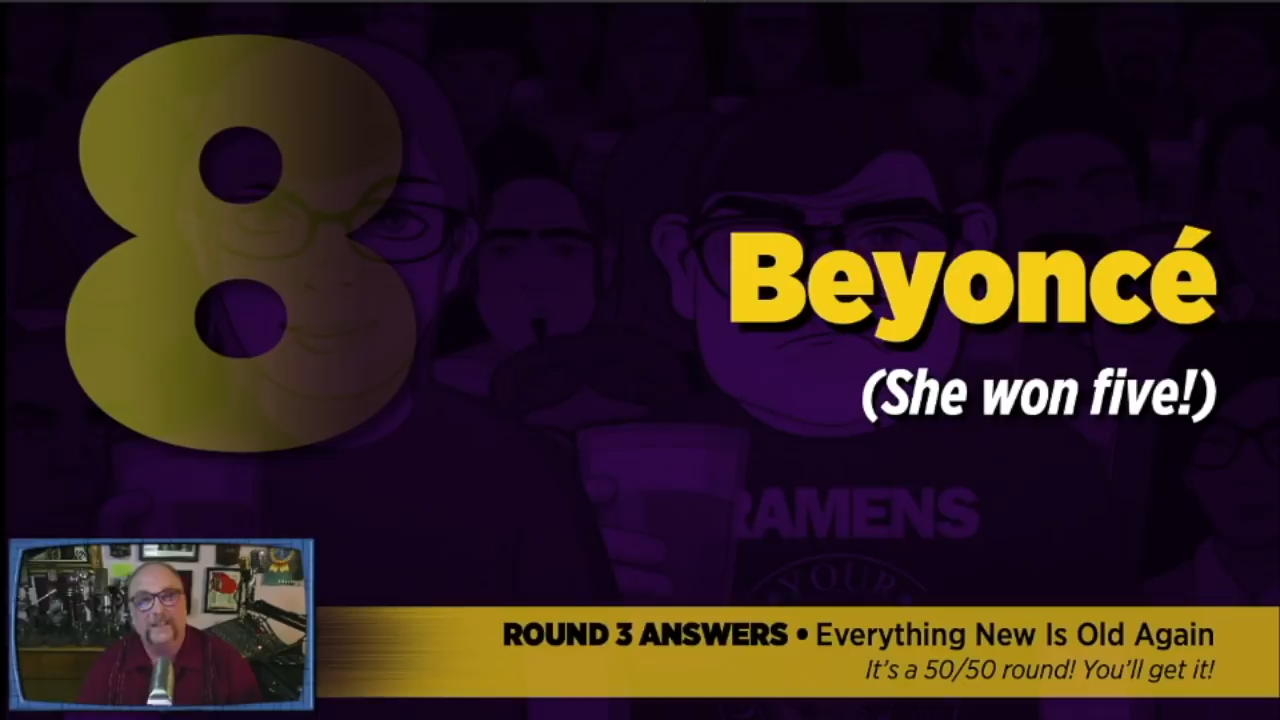 8
Beyoncé
(She won five!)
RAMENS
YOUR
ROUND 3 ANSWERS • Everything New Is Old Again
It's a 50/50 round! You'll get it!